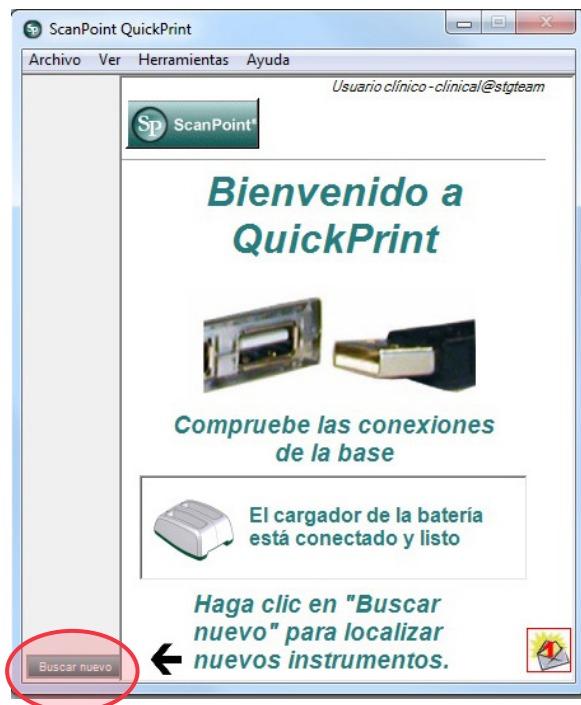 ScanPoint QuickPrint
Archivo Ver Herramientas Ayuda
Usuario clínico - clinical@stgteam
Sp ScanPoint®
Bienvenido a
QuickPrint
Compruebe las conexiones
de la base
El cargador de la batería
está conectado y listo
Haga clic en "Buscar
nuevo" para localizar
nuevos instrumentos.
Buscar nuevo
1